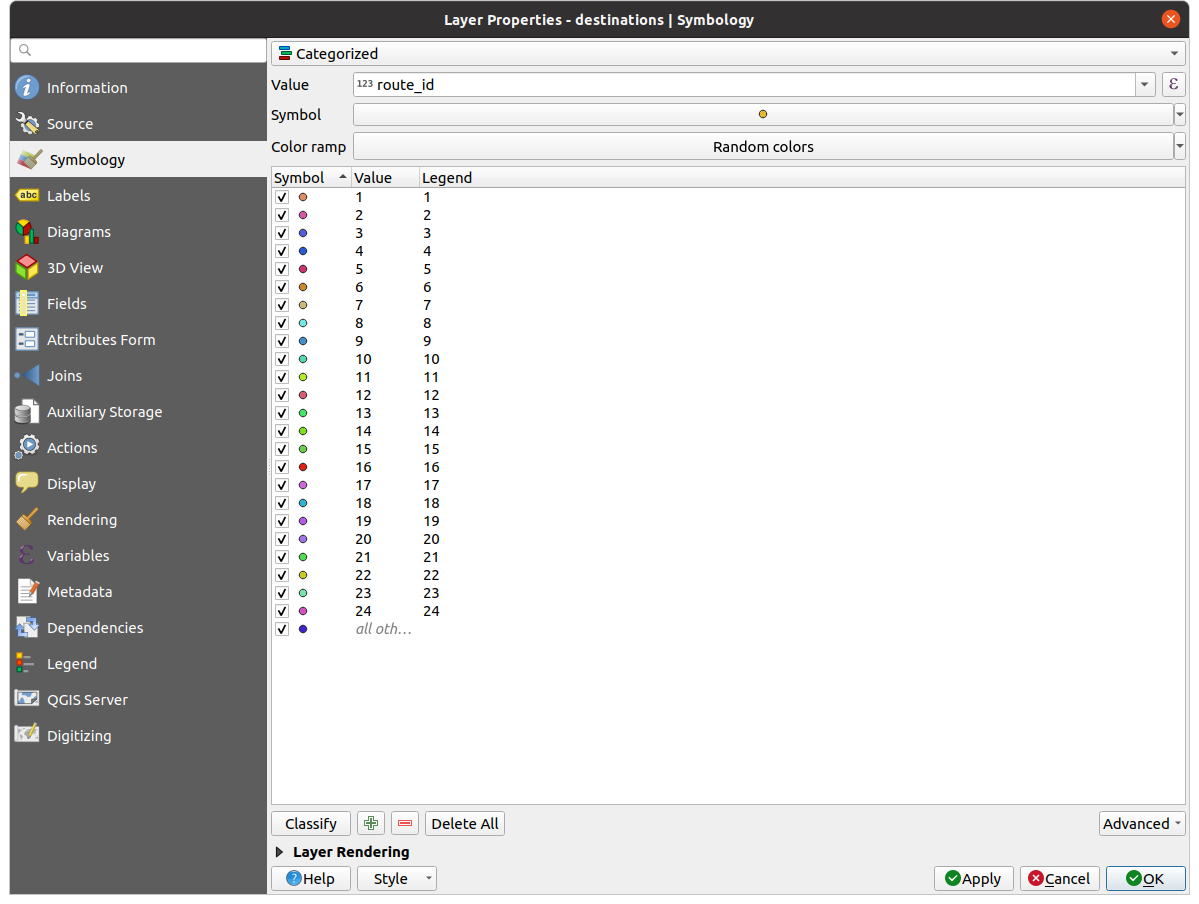 Layer Properties - destinations | Symbology
Information
Source
Symbology
Labels
Diagrams
3D View
Fields
Attributes Form
Joins
Auxiliary Storage
Actions
Display
Rendering
Variables
Metadata
Dependencies
Legend
QGIS Server
Digitizing
Categorized
Value 123 route_id ε
Symbol
Color ramp Random colors
Symbol Value Legend
1 1
2 2
3 3
4 4
5 5
6 6
7 7
8 8
9 9
10 10
11 11
12 12
13 13
14 14
15 15
16 16
17 17
18 18
19 19
20 20
21 21
22 22
23 23
24 24
all oth…
Classify Delete All Advanced
Layer Rendering
Help Style Apply Cancel OK